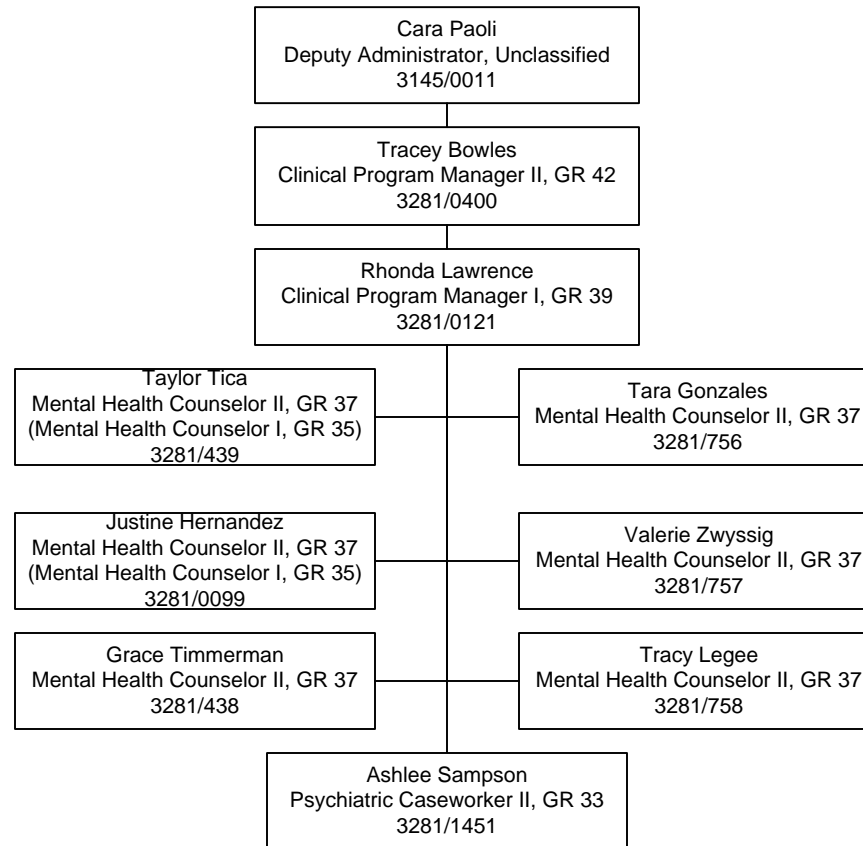 Cara Paoli
Deputy Administrator, Unclassified
3145/0011
Tracey Bowles
Clinical Program Manager II, GR 42
3281/0400
Rhonda Lawrence
Clinical Program Manager I, GR 39
3281/0121
Taylor Tica
Mental Health Counselor II, GR 37
(Mental Health Counselor I, GR 35)
3281/439
Tara Gonzales
Mental Health Counselor II, GR 37
3281/756
Justine Hernandez
Mental Health Counselor II, GR 37
(Mental Health Counselor I, GR 35)
3281/0099
Valerie Zwyssig
Mental Health Counselor II, GR 37
3281/757
Grace Timmerman
Mental Health Counselor II, GR 37
3281/438
Tracy Legee
Mental Health Counselor II, GR 37
3281/758
Ashlee Sampson
Psychiatric Caseworker II, GR 33
3281/1451